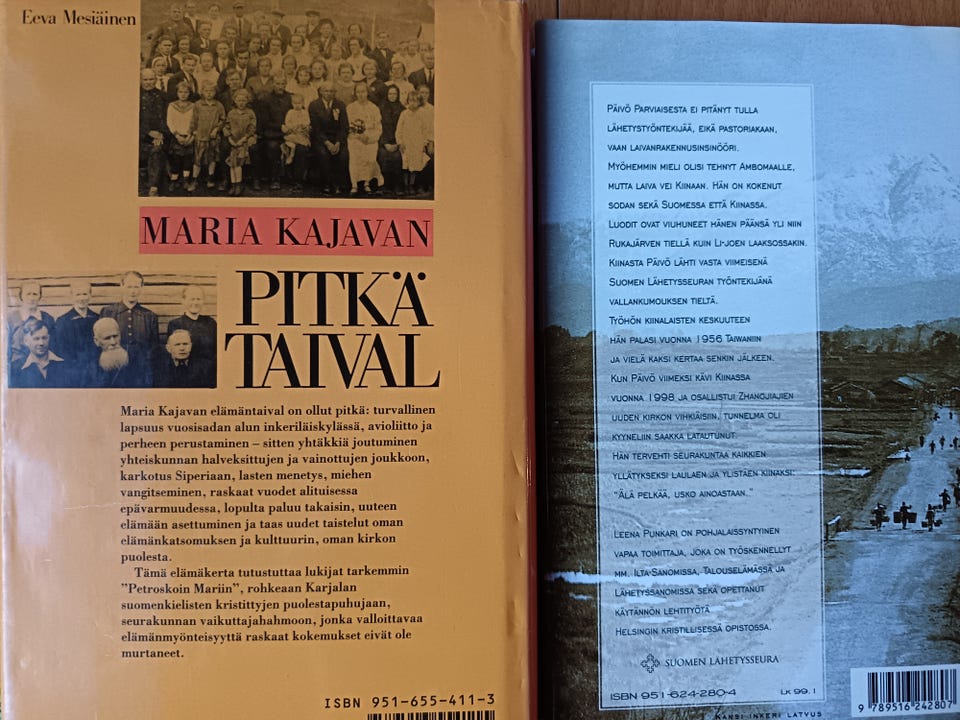 Eeva Mesiäinen
MARIA KAJAVAN
PITKÄ
TAIVAL
Maria Kajavan elämäntaival on ollut pitkä: turvallinen
lapsuus vuosisadan alun inkeriläiskylässä, avioliitto ja
perheen perustaminen – sitten yhtäkkiä joutuminen
yhteiskunnan halveksittujen ja vainottujen joukkoon,
karkotus Siperiaan, lasten menetys, miehen
vangitseminen, raskaat vuodet alituisessa
epävarmuudessa, lopulta paluu takaisin, uuteen
elämään asettuminen ja taas uudet taistelut oman
elämänkatsomuksen ja kulttuurin, oman kirkon
puolesta.
Tämä elämäkerta tutustuttaa lukijat tarkemmin
"Petroskoin Mariin", rohkeaan Karjalan
suomenkielisten kristittyjen puolestapuhujaan,
seurakunnan vaikuttajahahmoon, jonka valloittavaa
elämänmyönteisyyttä raskaat kokemukset eivät ole
murtaneet.
ISBN 951-655-411-3
PÄIVÖ PARVIAISESTA EI PITÄNYT TULLA
LÄHETYSTYÖNTEKIJÄÄ, EIKÄ PASTORIAKAAN,
VAAN LAIVANRAKENNUSINSINÖÖRI.
MYÖHEMMIN MIELI OLISI TEHNYT AMBOMAALLE,
MUTTA LAIVA VEI KIINAAN. HÄN ON KOKENUT
SODAN SEKÄ SUOMESSA ETTÄ KIINASSA.
LUODIT OVAT VIUHUNEET HÄNEN PÄÄNSÄ YLI NIIN
RUKAJÄRVEN TIELLÄ KUIN LI-JOEN LAAKSOSSAKIN.
KIINASTA PÄIVÖ LÄHTI VASTA VIIMEISENÄ
SUOMEN LÄHETYSSEURAN TYÖNTEKIJÄNÄ
VALLANKUMOUKSEN TIELTÄ.
TYÖHÖN KIINALAISTEN KESKUUTEEN
HÄN PALASI VUONNA 1956 TAIWANIIN
JA VIELÄ KAKSI KERTAA SENKIN JÄLKEEN.
KUN PÄIVÖ VIIMEKSI KÄVI KIINASSA
VUONNA 1998 JA OSALLISTUI ZHANGJIAJIEN
UUDEN KIRKON VIHKIÄISIIN, TUNNELMA OLI
KYYNELIIN SAAKKA LATAUTUNUT.
HÄN TERVEHTI SEURAKUNTAA KAIKKIEN
YLLÄTYKSEKSI LAULAEN JA YLISTÄEN KIINAKSI:
"ÄLÄ PELKÄÄ, USKO AINOASTAAN."
LEENA PUNKARI ON POHJALAISSYNTYINEN
VAPAA TOIMITTAJA, JOKA ON TYÖSKENNELLYT
MM. ILTA-SANOMISSA, TALOUSELÄMÄSSÄ JA
LÄHETYSSANOMISSA SEKÄ OPETTANUT
KÄYTÄNNÖN LEHTITYÖTÄ
HELSINGIN KRISTILLISESSÄ OPISTOSSA.
SUOMEN LÄHETYSSEURA
ISBN 951-624-280-4 LK 99.1
KANSI INKERI LATVUS
9 789516 242807